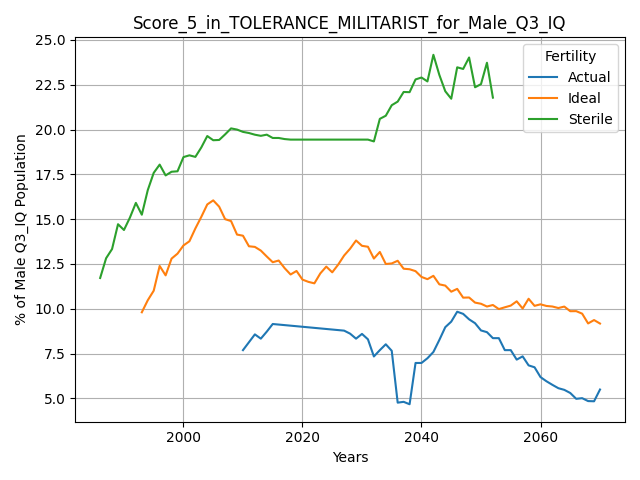 Score_5_in_TOLERANCE_MILITARIST_for_Male_Q3_IQ
Fertility
Actual
Ideal
Sterile
% of Male Q3_IQ Population
25.0
22.5
20.0
17.5
15.0
12.5
10.0
7.5
5.0
2000
2020
2040
2060
Years